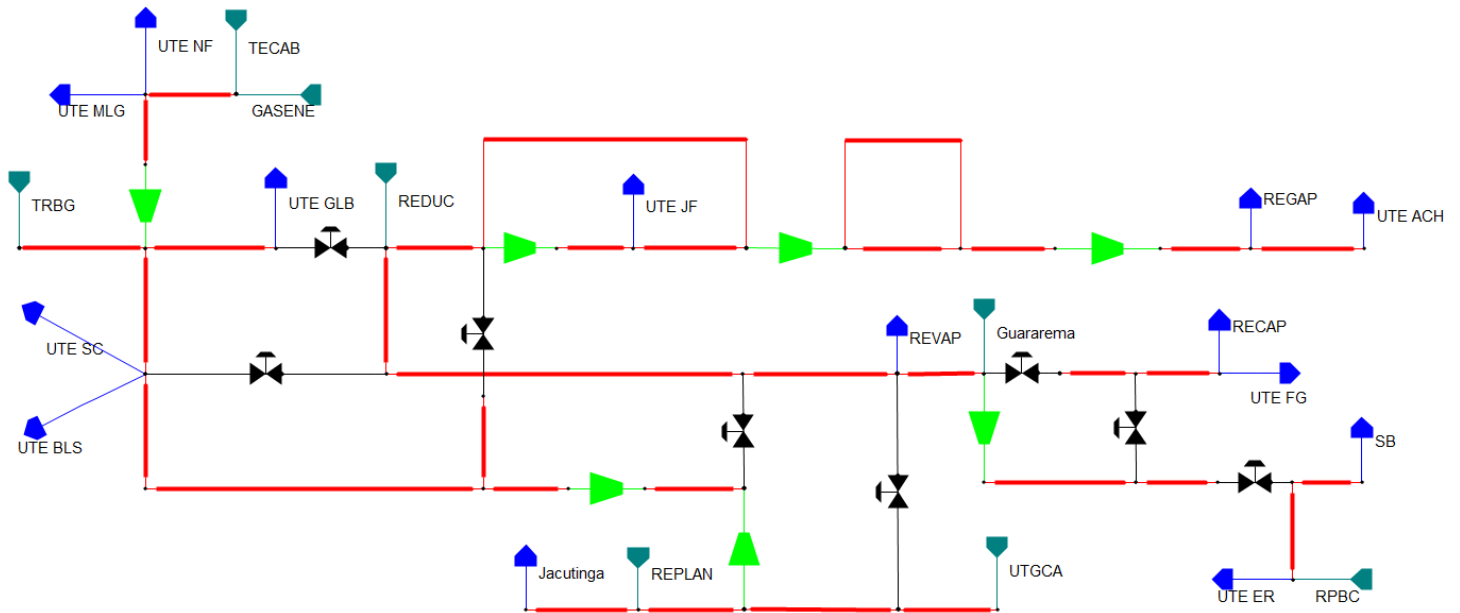 UTE NF
TECAB
UTE MLG
GASENE
TRBG
UTE GLB
REDUC
UTE JF
REGAP
UTE ACH
UTE SC
REVAP
Guararema
RECAP
UTE FG
UTE BLS
SB
Jacutinga
REPLAN
UTGCA
UTE ER
RPBC